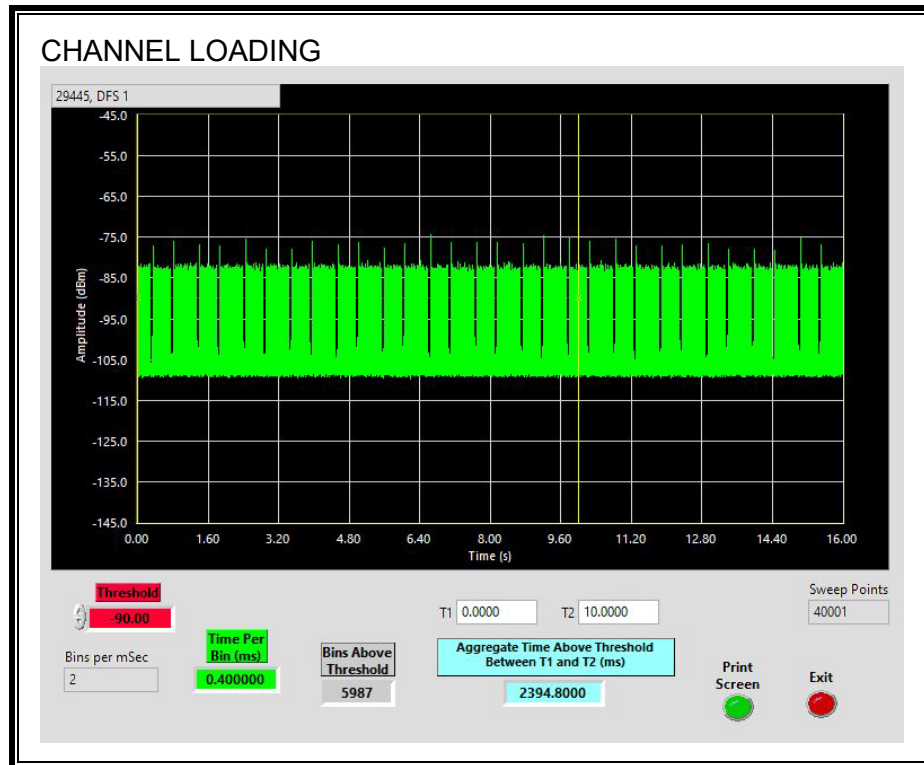 CHANNEL LOADING
29445, DFS 1
-45.0
-55.0
-65.0
-75.0
-85.0
-95.0
-105.0
-115.0
-125.0
-135.0
-145.0
Amplitude (dBm)
0.00 1.60 3.20 4.80 6.40 8.00 9.60 11.20 12.80 14.40 16.00
Time (s)
Threshold
-90.00
Bins per mSec
2
Time Per
Bin (ms)
0.400000
Bins Above
Threshold
5987
T1 0.0000 T2 10.0000
Aggregate Time Above Threshold
Between T1 and T2 (ms)
2394.8000
Sweep Points
40001
Print
Screen
Exit